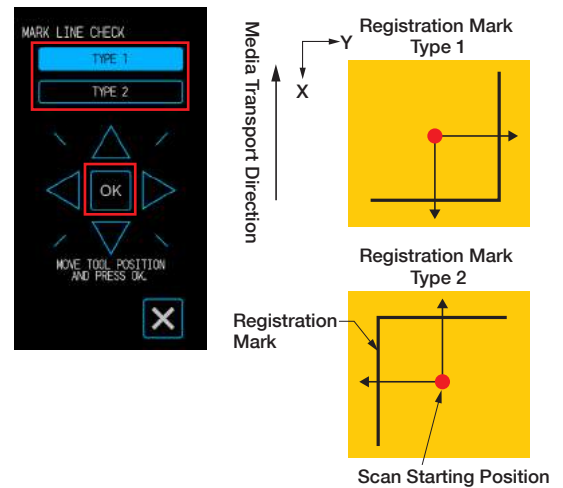 MARK LINE CHECK
TYPE 1
TYPE 2
OK
MOVE TOOL POSITION
AND PRESS OK.
Y
X
Media Transport Direction
Registration Mark
Type 1
Registration Mark
Type 2
Registration
Mark
Scan Starting Position